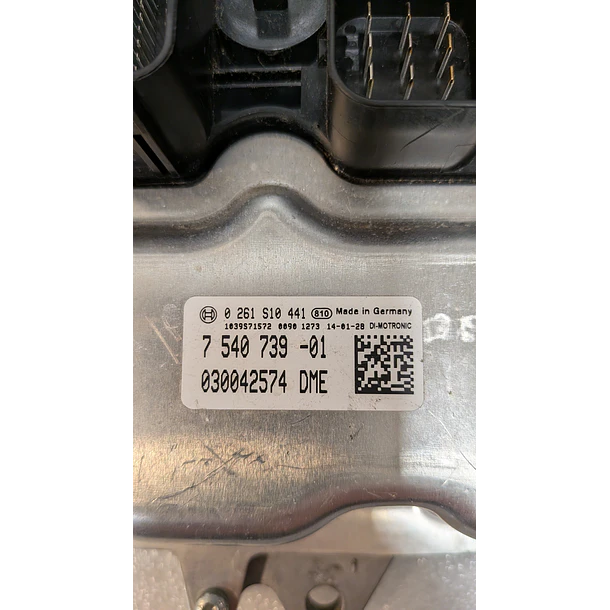 0 261 S10 441 810 Made in Germany
1039S71572 0090 1273 14-01-28 DI-MOTRONIC
7 540 739 -01
030042574 DME